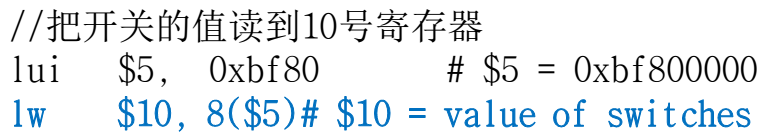 //把开关的值读到10号寄存器
lui $5, 0xbf80 # $5 = 0xbf800000
lw $10, 8($5)# $10 = value of switches